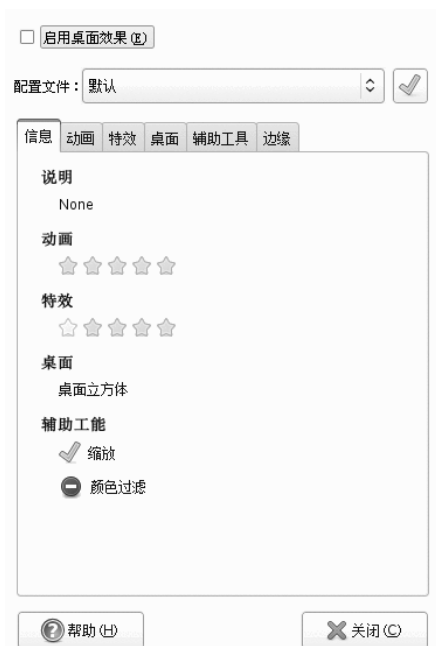 启用桌面效果(E)
配置文件：默认
信息 动画 特效 桌面 辅助工具 边缘
说明
None
动画
特效
桌面
桌面立方体
辅助工能
缩放
颜色过滤
帮助(H) 关闭(C)